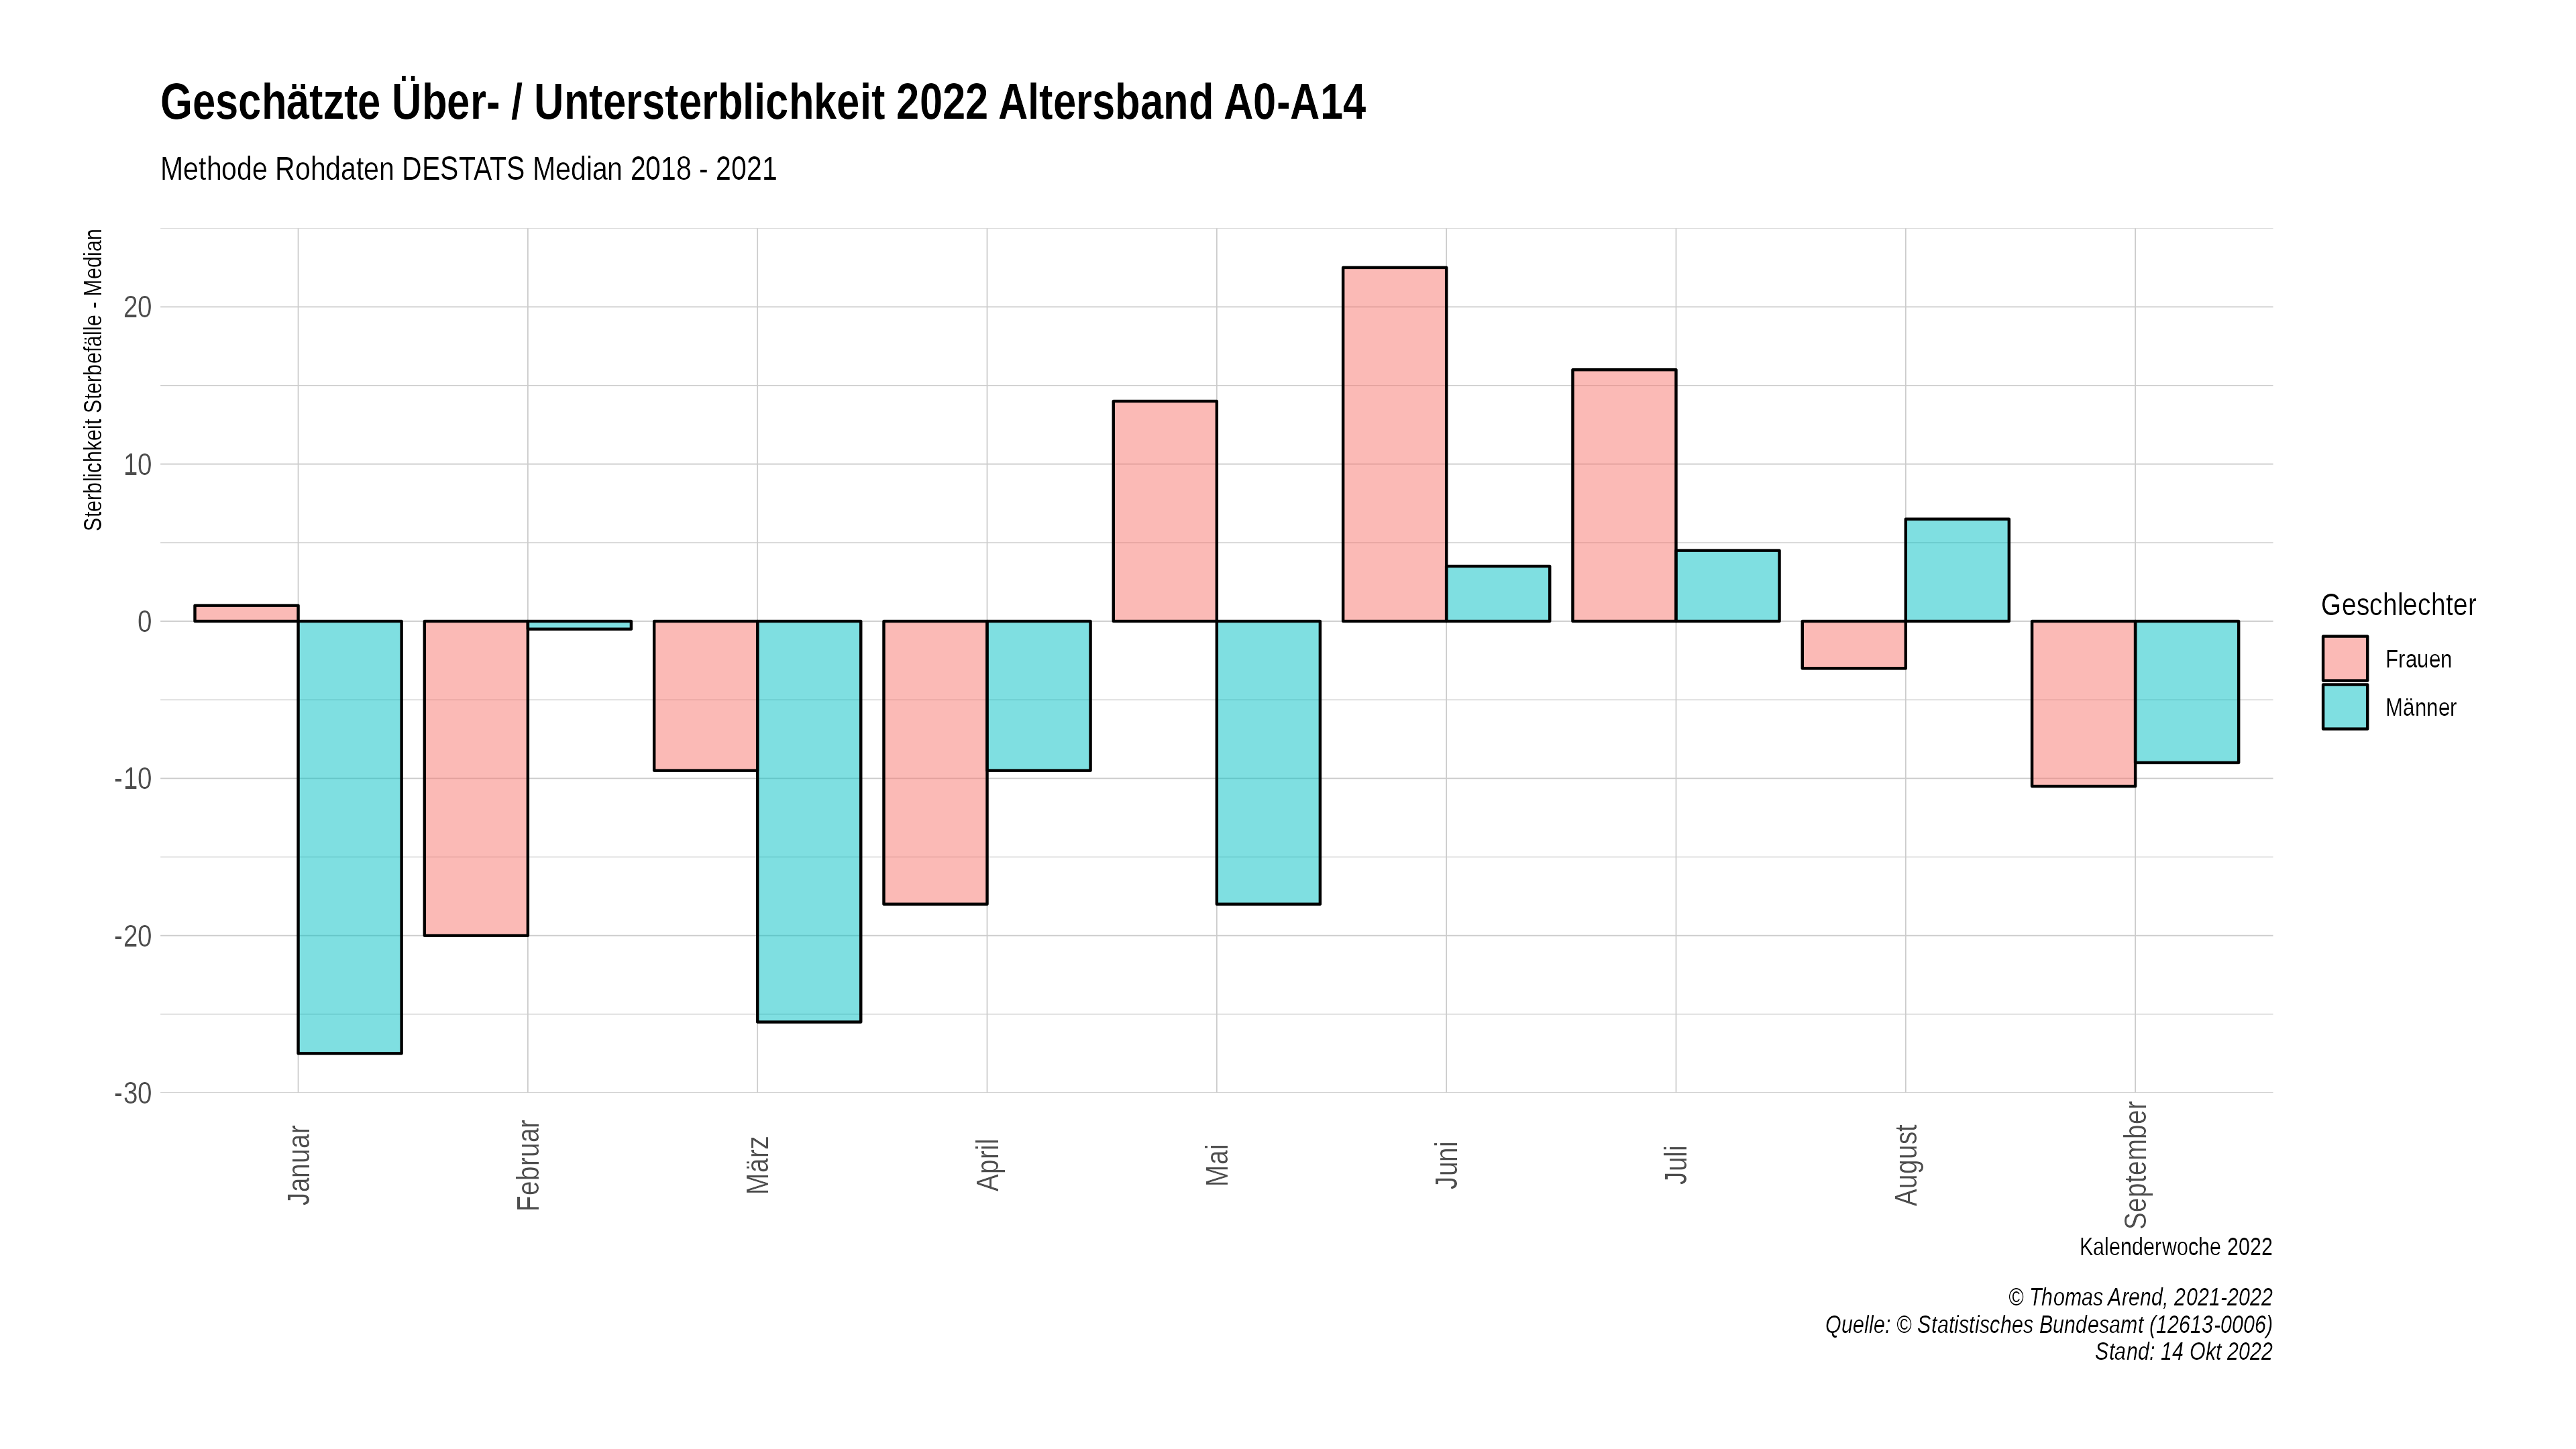 Geschätzte Über- / Untersterblichkeit 2022 Altersband A0-A14
Methode Rohdaten DESTATS Median 2018 - 2021
Sterblichkeit Sterbefälle - Median
20
10
0
-10
-20
-30
Januar
Februar
März
April
Mai
Juni
Juli
August
September
Kalenderwoche 2022
Geschlechter
Frauen
Männer
© Thomas Arend, 2021-2022
Quelle: © Statistisches Bundesamt (12613-0006)
Stand: 14 Okt 2022